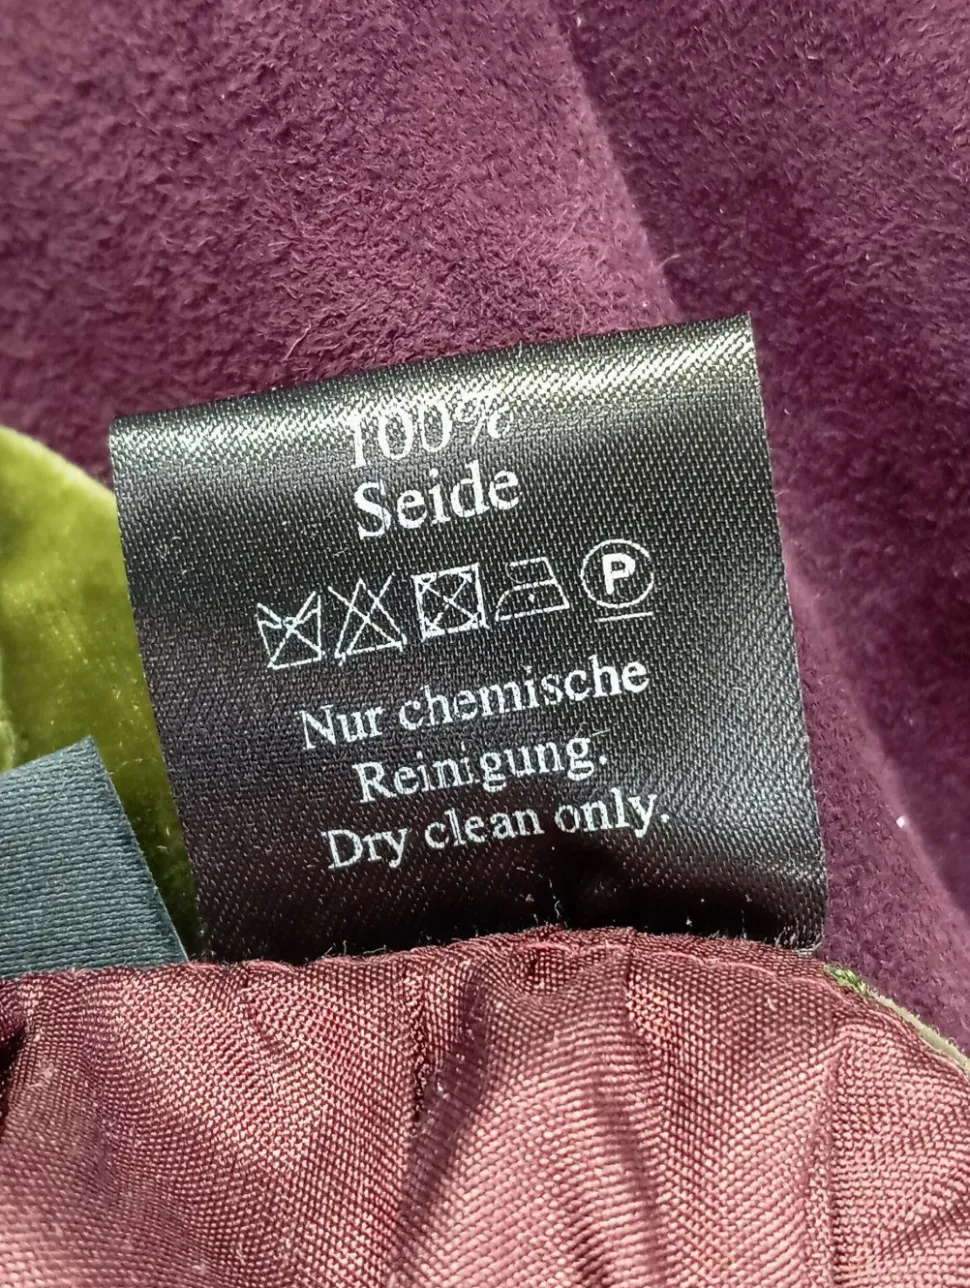 100%
Seide
P
Nur chemische
Reinigung.
Dry clean only.